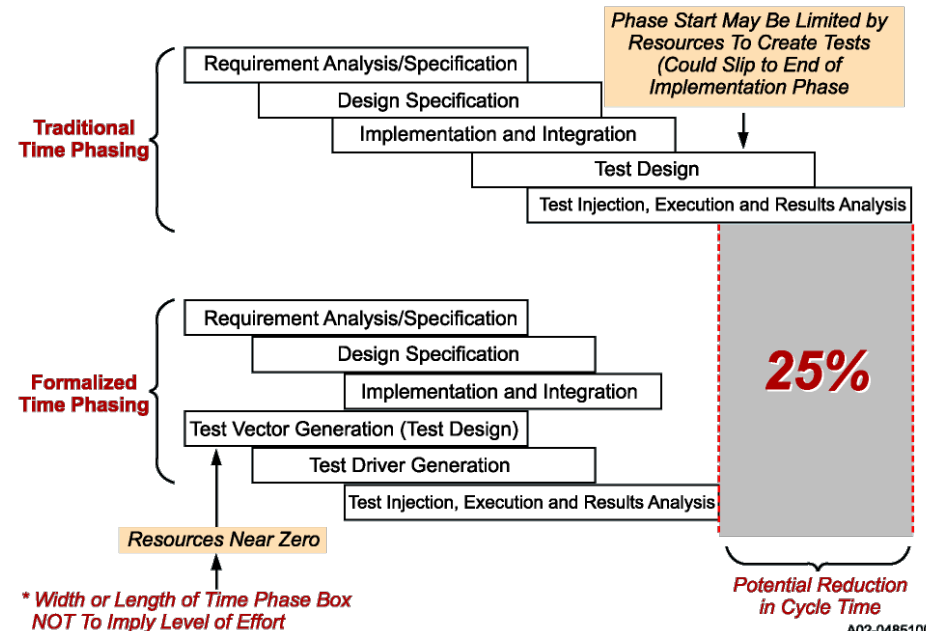 Phase Start May Be Limited by
Resources To Create Tests
(Could Slip to End of
Implementation Phase
Requirement Analysis/Specification
Design Specification
Implementation and Integration
Traditional
Time Phasing
Test Design
Test Injection, Execution and Results Analysis
Requirement Analysis/Specification
Design Specification
Implementation and Integration
Formalized
Time Phasing
25%
Test Vector Generation (Test Design)
Test Driver Generation
Test Injection, Execution and Results Analysis
Resources Near Zero
* Width or Length of Time Phase Box
NOT To Imply Level of Effort
Potential Reduction
in Cycle Time